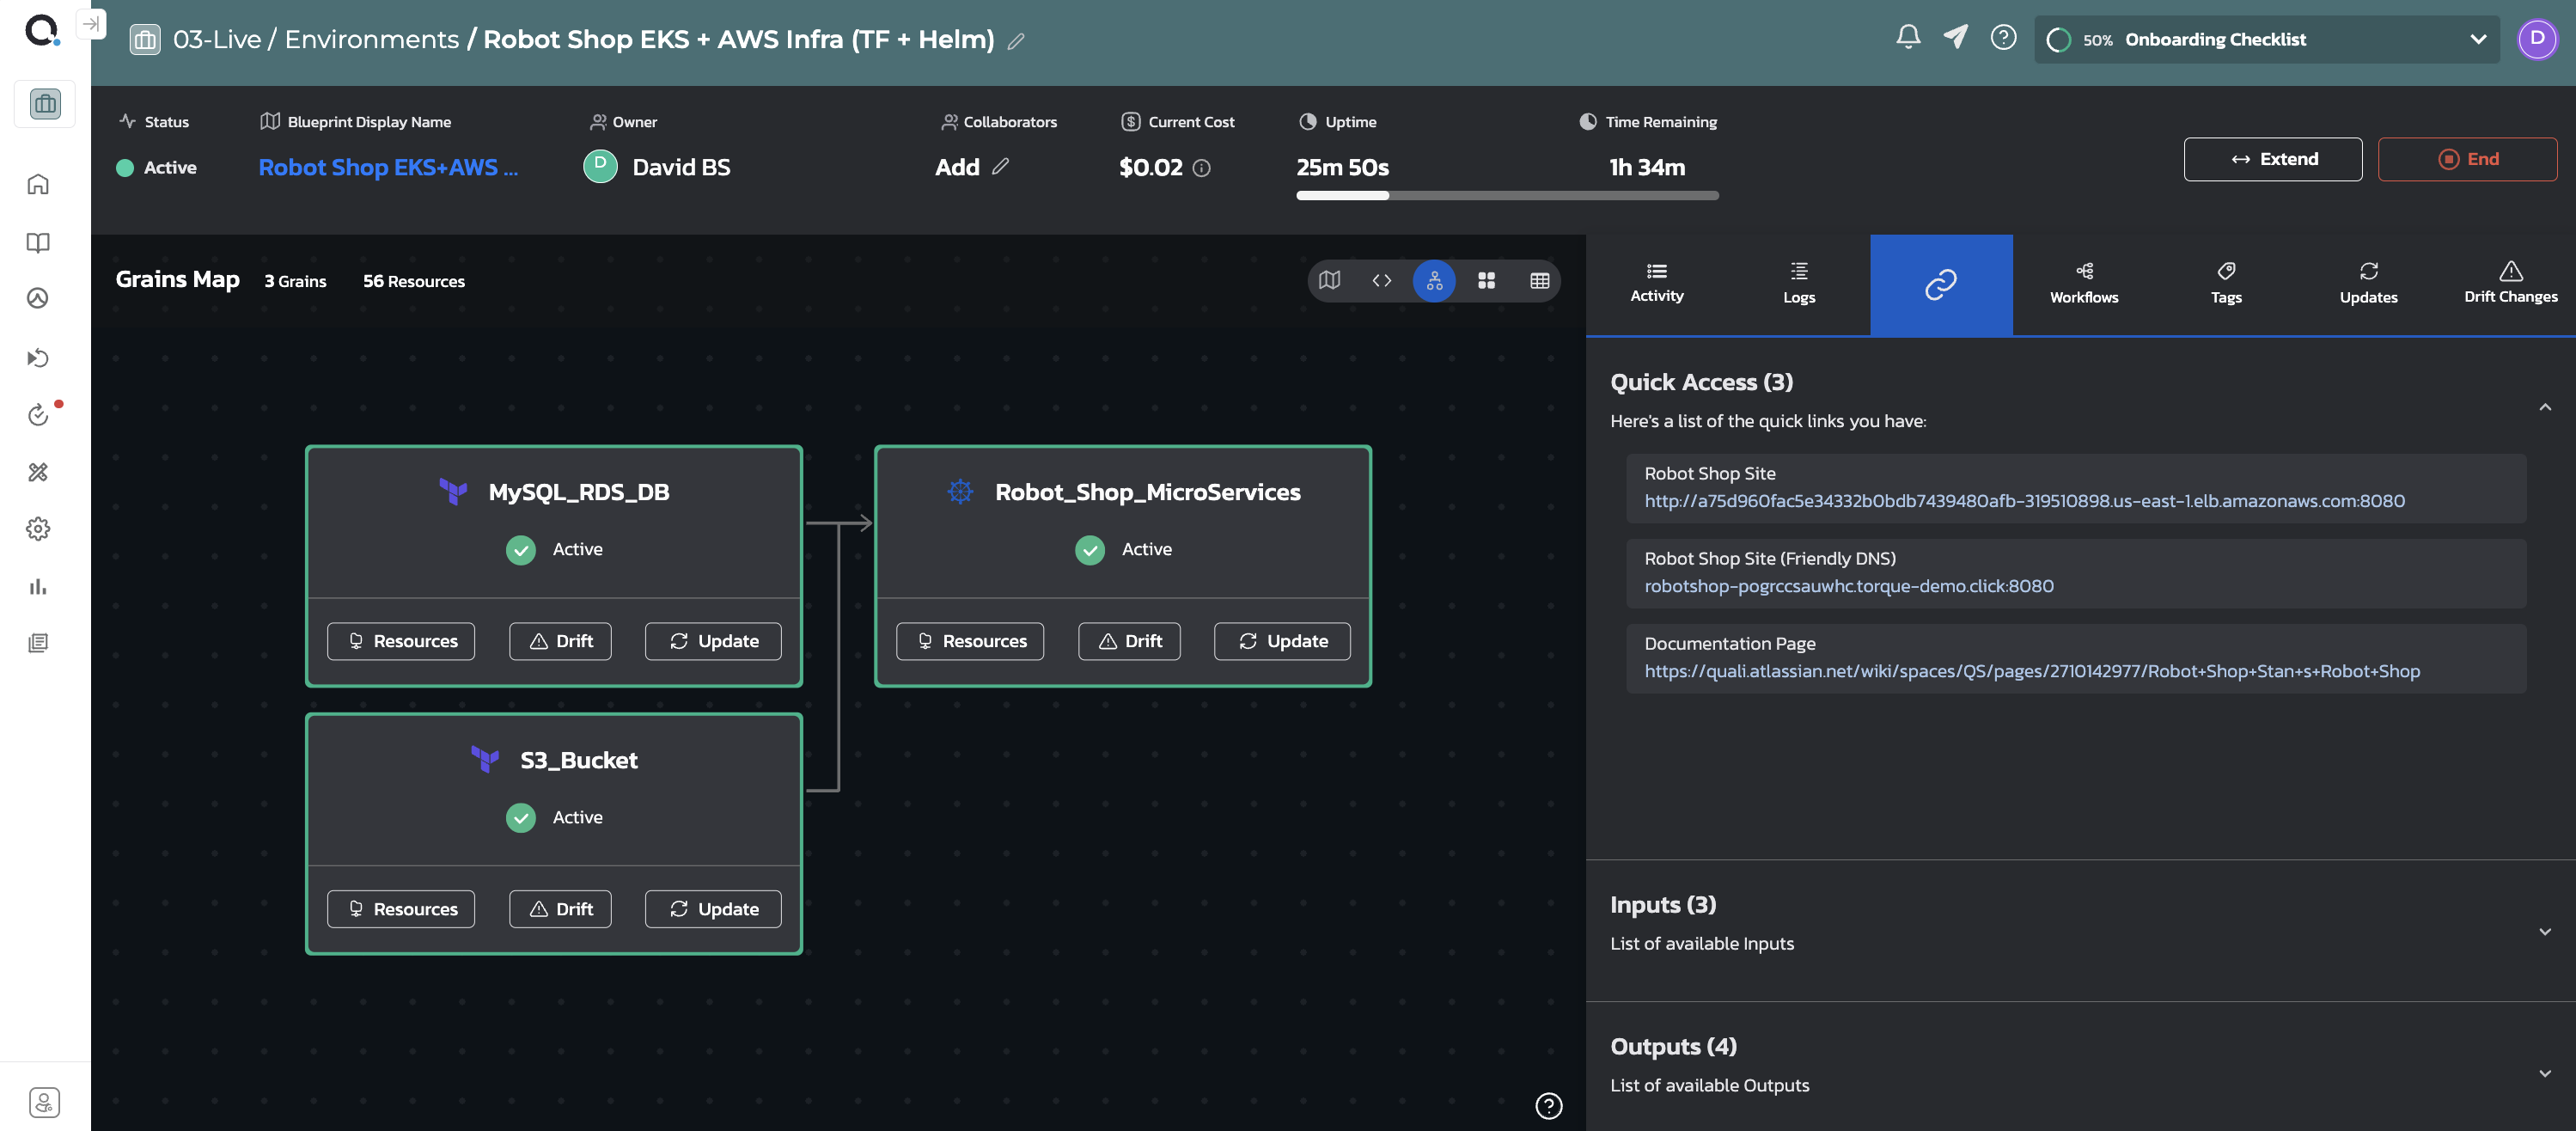 03-Live / Environments / Robot Shop EKS + AWS Infra (TF + Helm)
50% Onboarding Checklist
D
Status
Blueprint Display Name
Owner
Collaborators
Current Cost
Uptime
Time Remaining
Active
Robot Shop EKS+AWS ...
D
David BS
Add
$0.02
25m 50s
1h 34m
Extend
End
Grains Map
3 Grains
56 Resources
Activity
Logs
Workflows
Tags
Updates
Drift Changes
MySQL_RDS_DB
Active
Resources
Drift
Update
Robot_Shop_MicroServices
Active
Resources
Drift
Update
S3_Bucket
Active
Resources
Drift
Update
Quick Access (3)
Here's a list of the quick links you have:
Robot Shop Site
http://a75d960fac5e34332b0bdb7439480afb-319510898.us-east-1.elb.amazonaws.com:8080
Robot Shop Site (Friendly DNS)
robotshop-pogrccsauwhc.torque-demo.click:8080
Documentation Page
https://quali.atlassian.net/wiki/spaces/QS/pages/2710142977/Robot+Shop+Stan+s+Robot+Shop
Inputs (3)
List of available Inputs
Outputs (4)
List of available Outputs